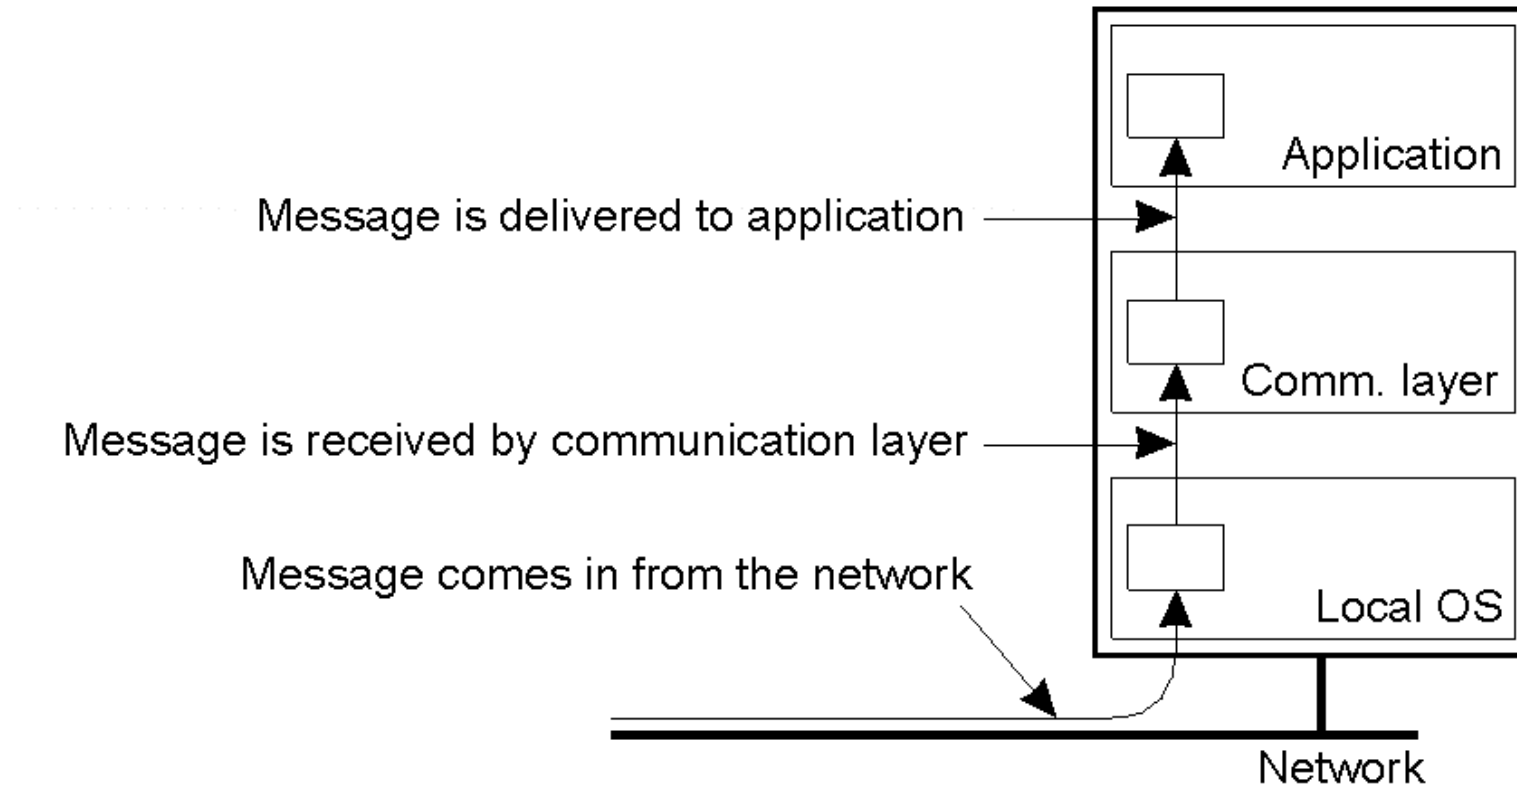 Application
Message is delivered to application
Comm. layer
Message is received by communication layer
Message comes in from the network
Local OS
Network